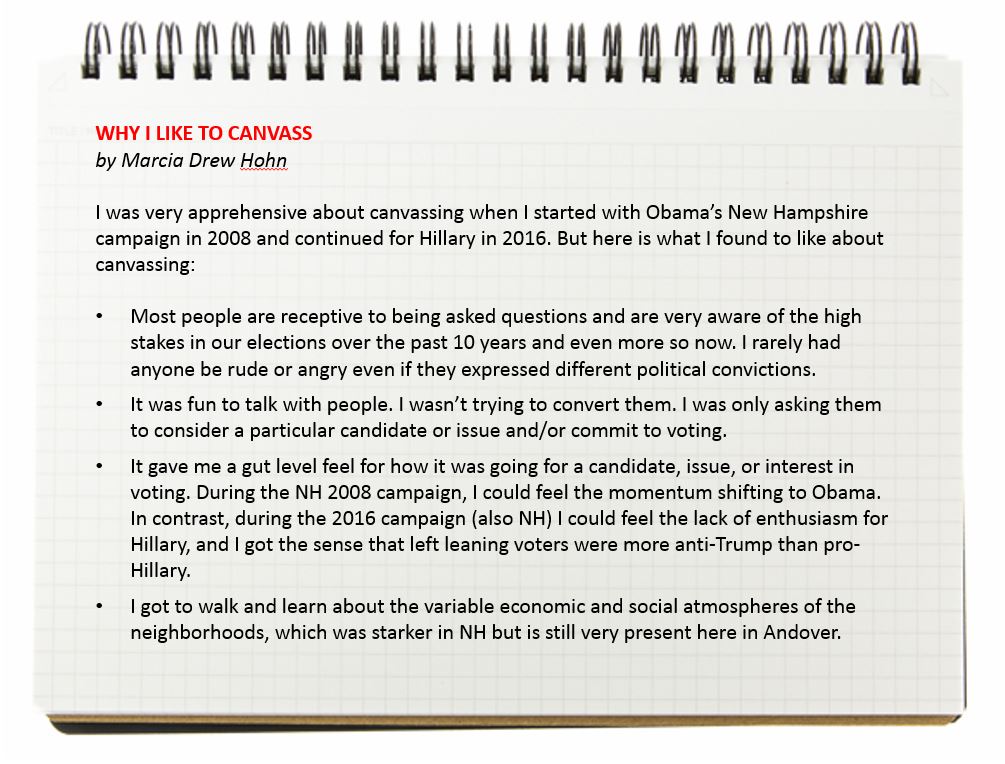 WHY I LIKE TO CANVASS
by Marcia Drew Hohn
I was very apprehensive about canvassing when I started with Obama’s New Hampshire
campaign in 2008 and continued for Hillary in 2016. But here is what I found to like about
canvassing:
• Most people are receptive to being asked questions and are very aware of the high
stakes in our elections over the past 10 years and even more so now. I rarely had
anyone be rude or angry even if they expressed different political convictions.
• It was fun to talk with people. I wasn’t trying to convert them. I was only asking them
to consider a particular candidate or issue and/or commit to voting.
• It gave me a gut level feel for how it was going for a candidate, issue, or interest in
voting. During the NH 2008 campaign, I could feel the momentum shifting to Obama.
In contrast, during the 2016 campaign (also NH) I could feel the lack of enthusiasm for
Hillary, and I got the sense that left leaning voters were more anti-Trump than pro-
Hillary.
• I got to walk and learn about the variable economic and social atmospheres of the
neighborhoods, which was starker in NH but is still very present here in Andover.